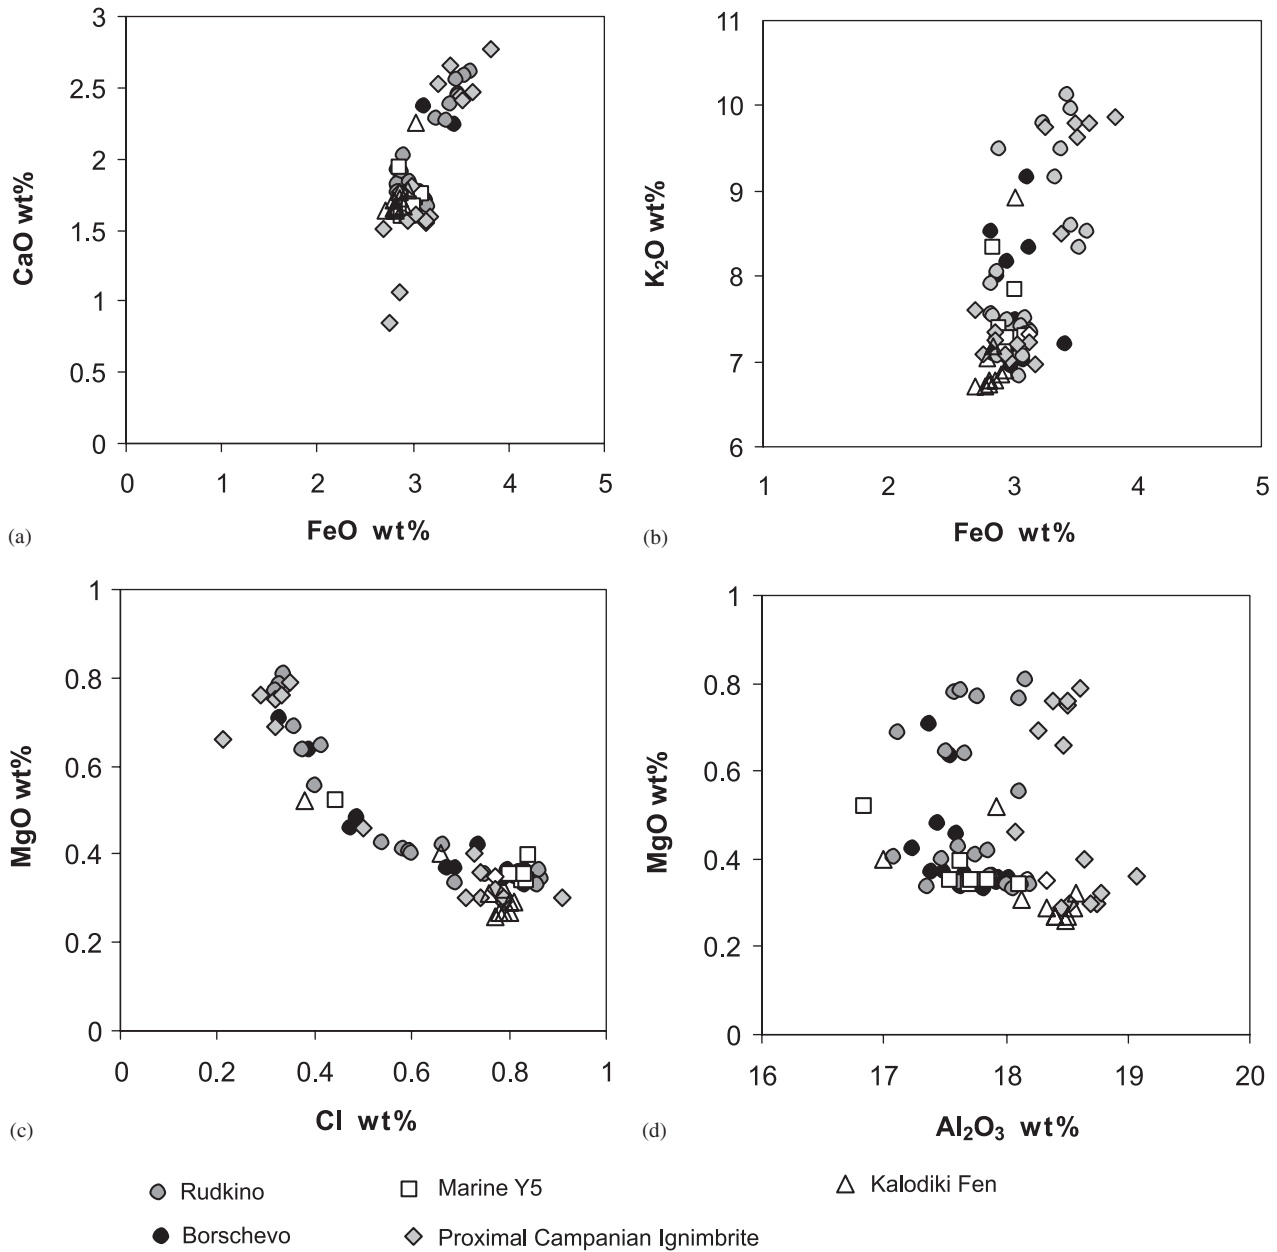 3
2.5
2
1.5
1
0.5
0
CaO wt%
0 1 2 3 4 5
FeO wt%
(a)
11
10
9
8
7
6
K₂O wt%
1 2 3 4 5
FeO wt%
(b)
1
0.8
0.6
0.4
0.2
0
MgO wt%
0 0.2 0.4 0.6 0.8 1
Cl wt%
(c)
1
0.8
0.6
0.4
0.2
0
MgO wt%
16 17 18 19 20
Al₂O₃ wt%
(d)
Rudkino
Marine Y5
Kalodiki Fen
Borschevo
Proximal Campanian Ignimbrite